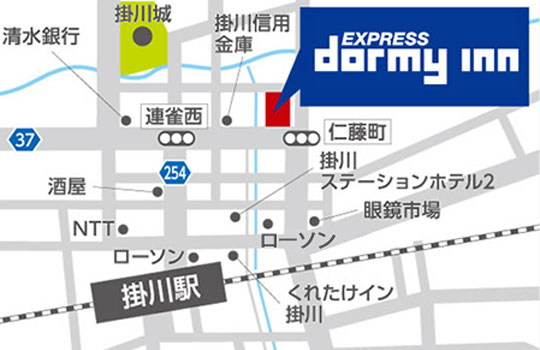 掛川城
掛川信用
金庫
清水銀行
EXPRESS
dormy inn
連雀西
仁藤町
37
254
酒屋
掛川
ステーションホテル2
眼鏡市場
NTT
ローソン
ローソン
掛川駅
くれたけイン
掛川